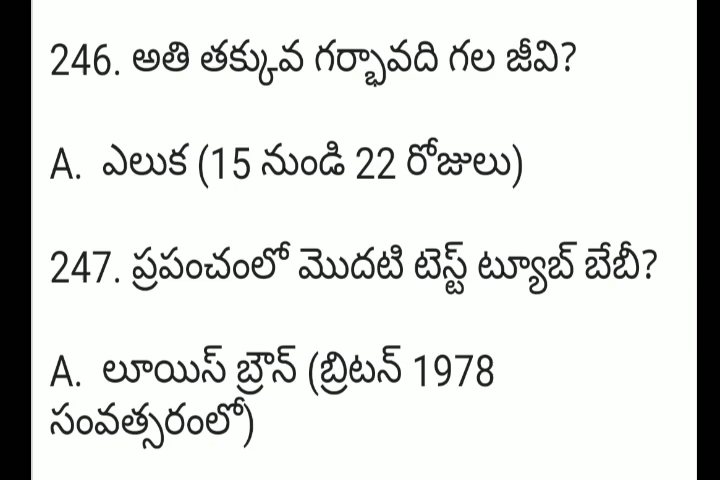 246. అతి తక్కువ గర్భావది గల జీవి?
A. ఎలుక (15 నుండి 22 రోజులు)
247. ప్రపంచంలో మొదటి టెస్ట్ ట్యూబ్ బేబీ?
A. లూయిస్ బ్రౌన్ (బ్రిటన్ 1978
సంవత్సరంలో)